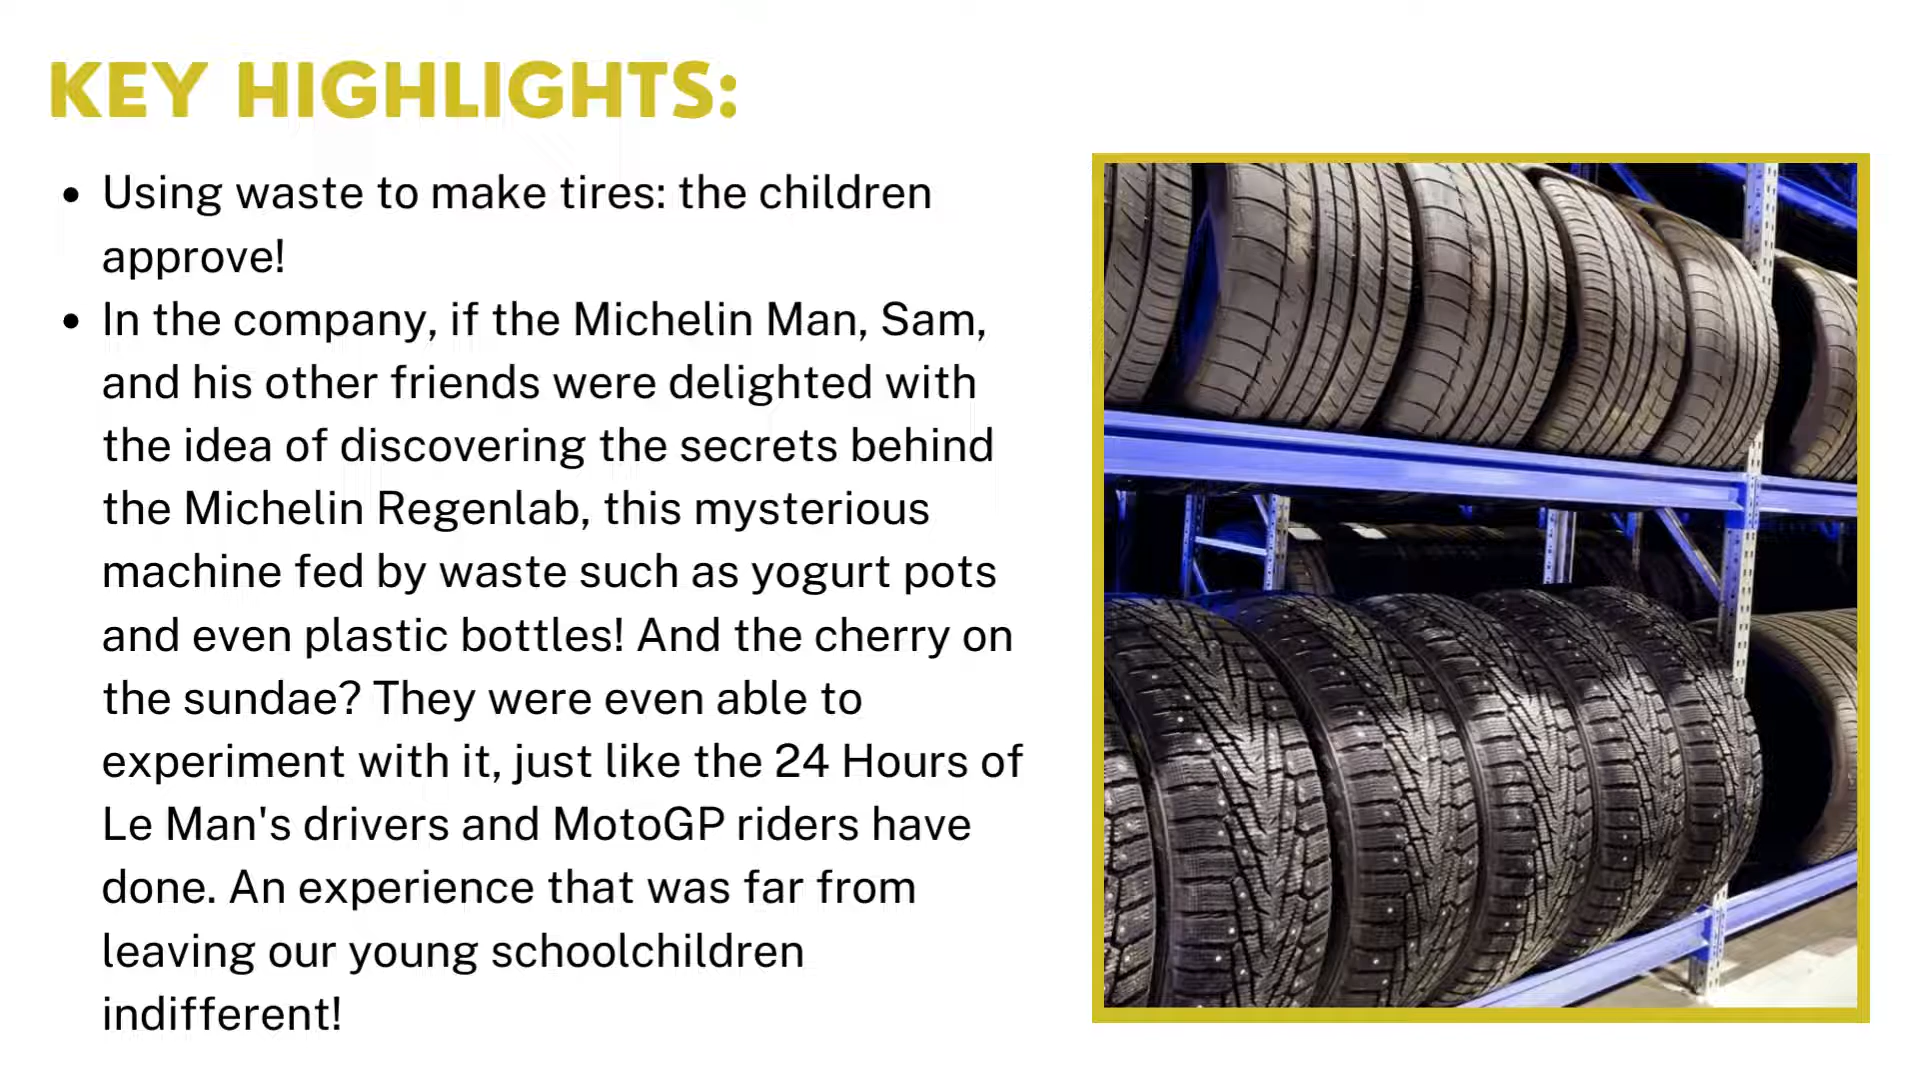 KEY HIGHLIGHTS:
• Using waste to make tires: the children
approve!
• In the company, if the Michelin Man, Sam,
and his other friends were delighted with
the idea of discovering the secrets behind
the Michelin Regenlab, this mysterious
machine fed by waste such as yogurt pots
and even plastic bottles! And the cherry on
the sundae? They were even able to
experiment with it, just like the 24 Hours of
Le Man's drivers and MotoGP riders have
done. An experience that was far from
leaving our young schoolchildren
indifferent!